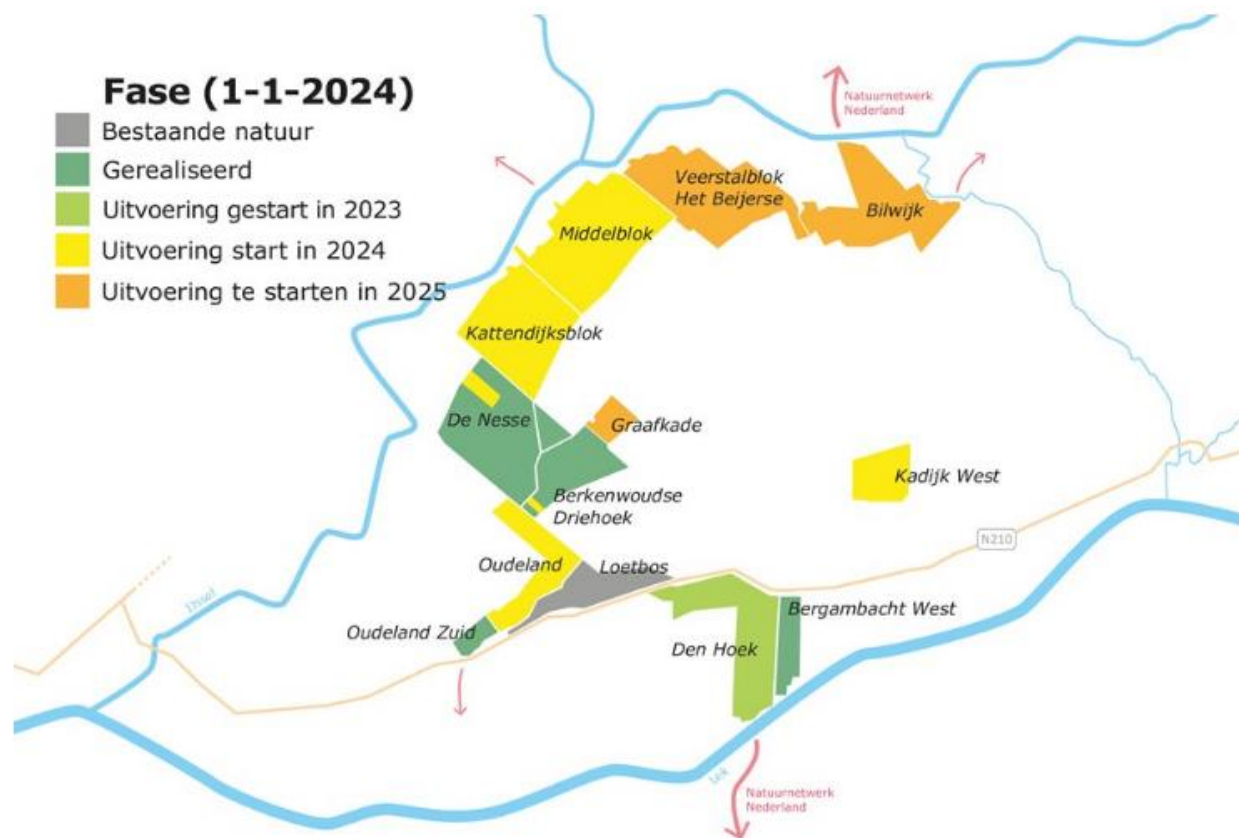 Fase (1-1-2024)
Bestaande natuur
Gerealiseerd
Uitvoering gestart in 2023
Uitvoering start in 2024
Uitvoering te starten in 2025
Natuurnetwerk
Nederland
Veerstalblok
Het Beijerse
Bilwijk
Middelblok
Kattendijksblok
De Nesse
Graafkade
Kadijk West
Berkenwoudse
Driehoek
N210
Oudeland
Loetbos
IJssel
Bergambacht West
Oudeland Zuid
Den Hoek
Lek
Natuurnetwerk
Nederland